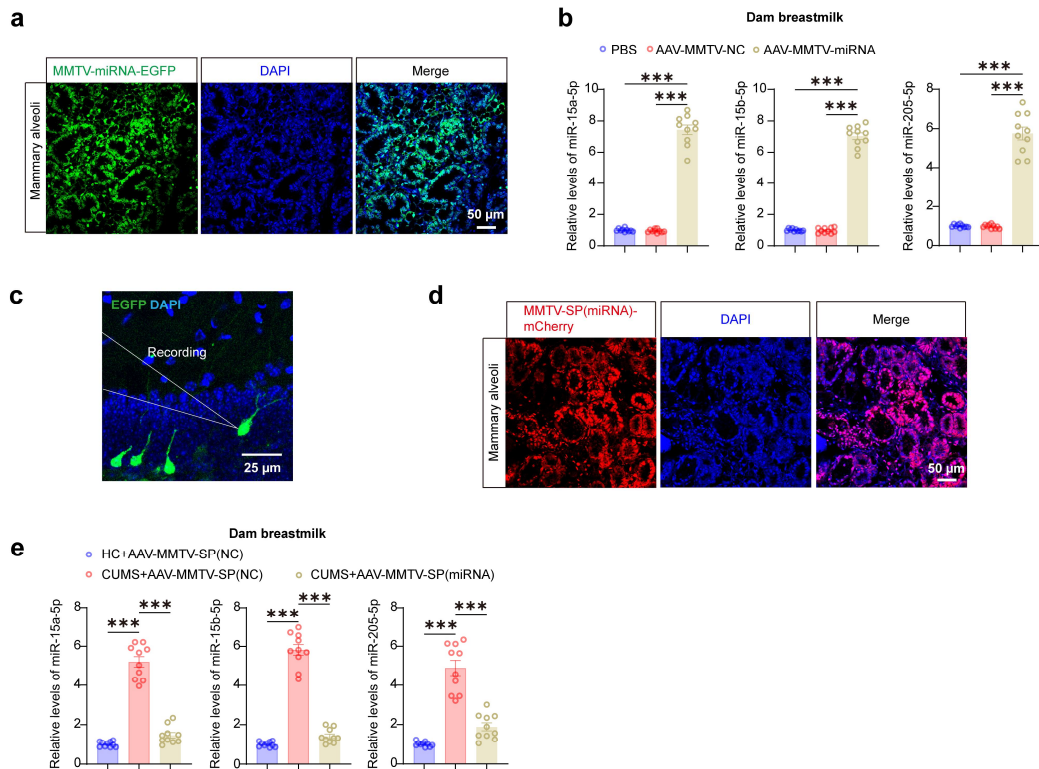 a
MMTV-miRNA-EGFP
DAPI
Merge
Mammary alveoli
50 µm
b
Dam breastmilk
PBS
AAV-MMTV-NC
AAV-MMTV-miRNA
Relative levels of miR-15a-5p
10
8
6
4
2
0
***
***
Relative levels of miR-15b-5p
10
8
6
4
2
0
***
***
Relative levels of miR-205-5p
8
6
4
2
0
***
***
c
EGFP DAPI
Recording
25 µm
d
MMTV-SP(miRNA)-
mCherry
DAPI
Merge
Mammary alveoli
50 µm
e
Dam breastmilk
HC+AAV-MMTV-SP(NC)
CUMS+AAV-MMTV-SP(NC)
CUMS+AAV-MMTV-SP(miRNA)
Relative levels of miR-15a-5p
8
6
4
2
0
***
***
Relative levels of miR-15b-5p
8
6
4
2
0
***
***
Relative levels of miR-205-5p
8
6
4
2
0
***
***